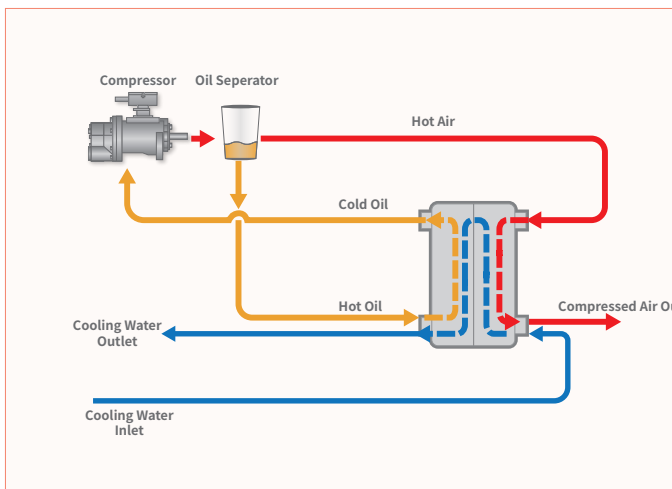 Compressor
Oil Seperator
Hot Air
Cold Oil
Hot Oil
Compressed Air Ou
Cooling Water
Outlet
Cooling Water
Inlet